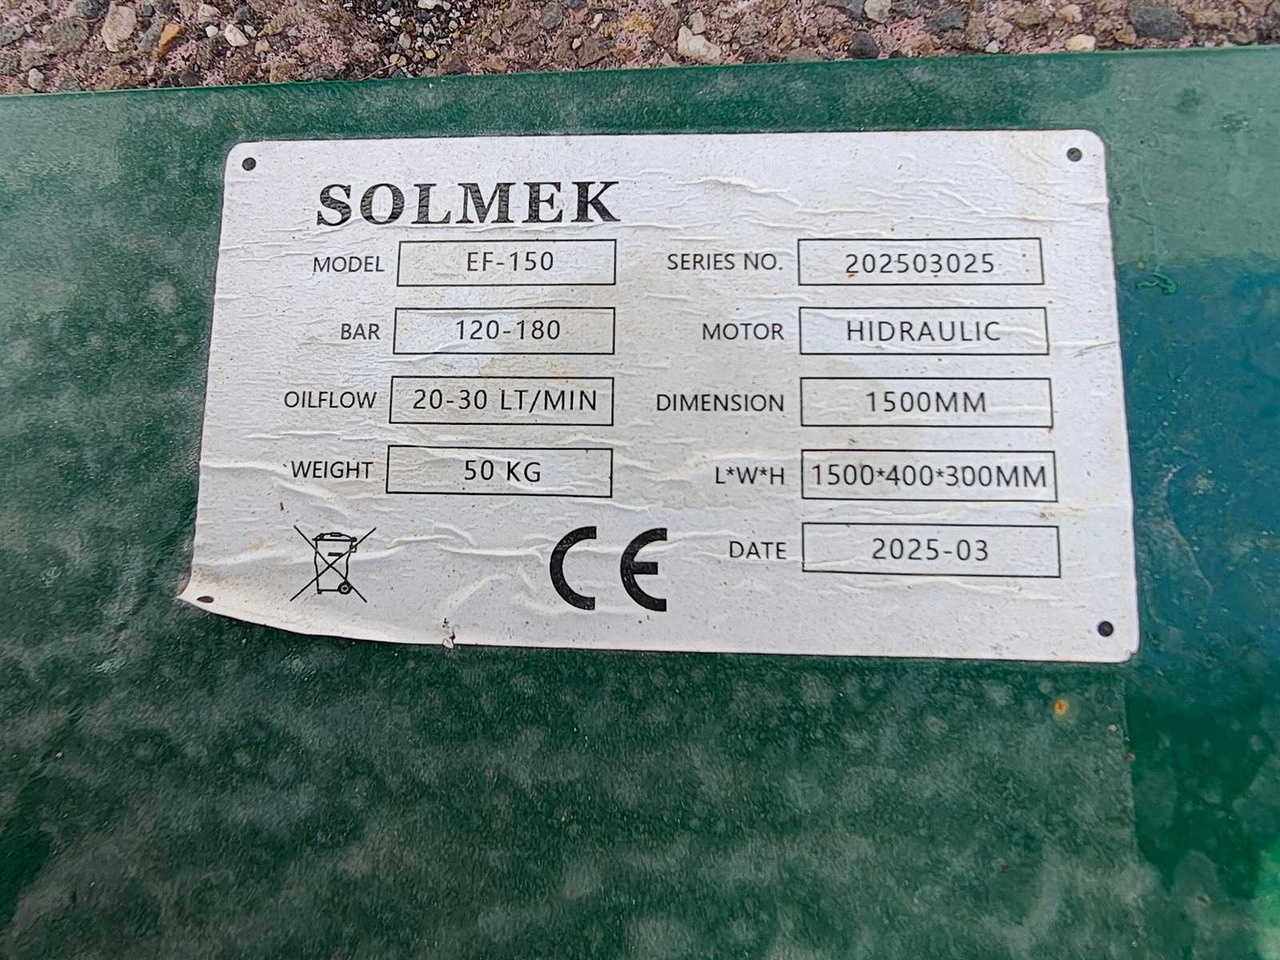 SOLMEK
MODEL EF-150 SERIES NO. 202503025
BAR 120-180 MOTOR HIDRAULIC
OILFLOW 20-30 LT/MIN DIMENSION 1500MM
WEIGHT 50 KG L*W*H 1500*400*300MM
CE DATE 2025-03